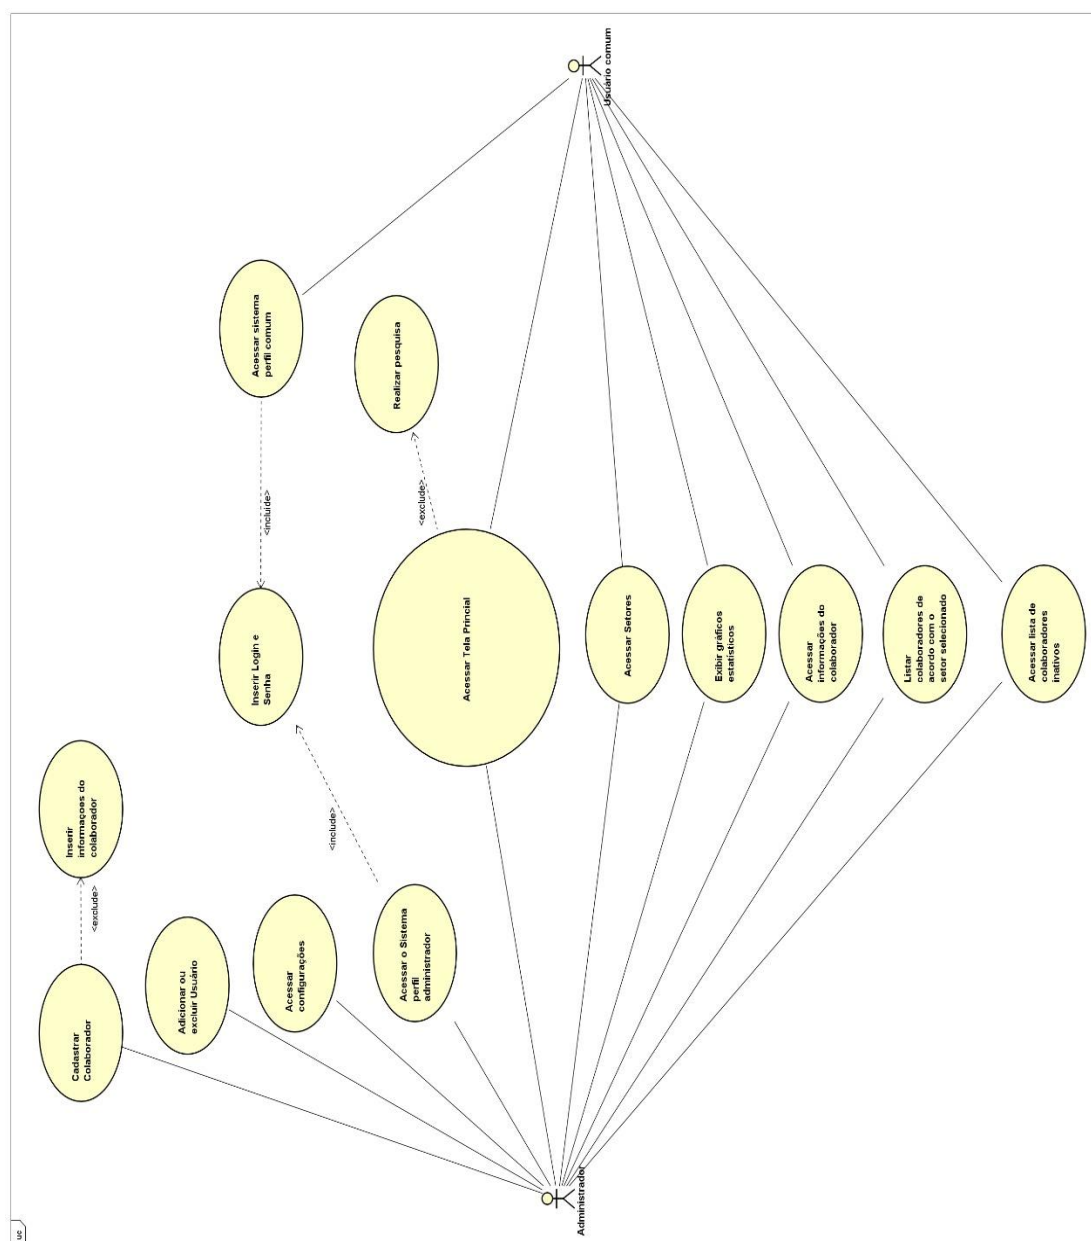 uc
Cadastrar
Colaborador
<exclude>
Inserir
informaçoes do
colaborador
Adicionar ou
excluir Usuário
Acessar
configurações
Inserir Login e
Senha
<include>
Acessar sistema
perfil comum
Acessar o Sistema
perfil
administrador
<include>
Realizar pesquisa
<exclude>
Acessar Tela Princial
Administrador
Usuário comum
Acessar Setores
Exibir gráficos
estatísticos
Acessar
informações do
colaborador
Listar
colaboradores de
acordo com o
setor selecionado
Acessar lista de
colaboradores
inativos